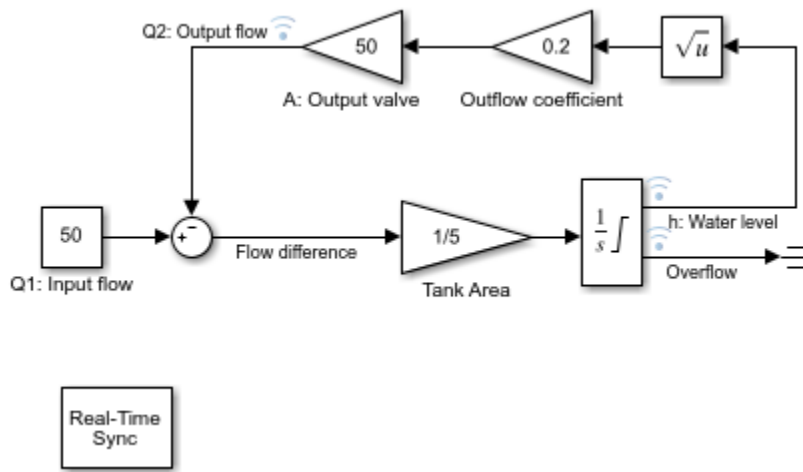 Q2: Output flow
50
0.2
√u
A: Output valve
Outflow coefficient
50
+
−
Flow difference
1/5
1
s
h: Water level
Overflow
Q1: Input flow
Tank Area
Real-Time
Sync